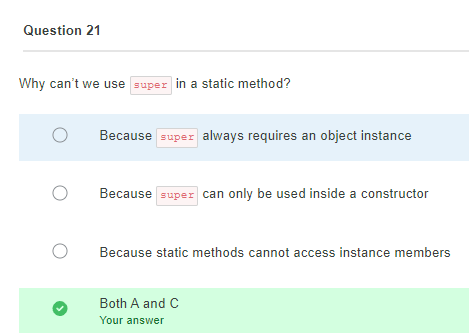 Question 21
Why can't we use super in a static method?
Because super always requires an object instance
Because super can only be used inside a constructor
Because static methods cannot access instance members
Both A and C
Your answer